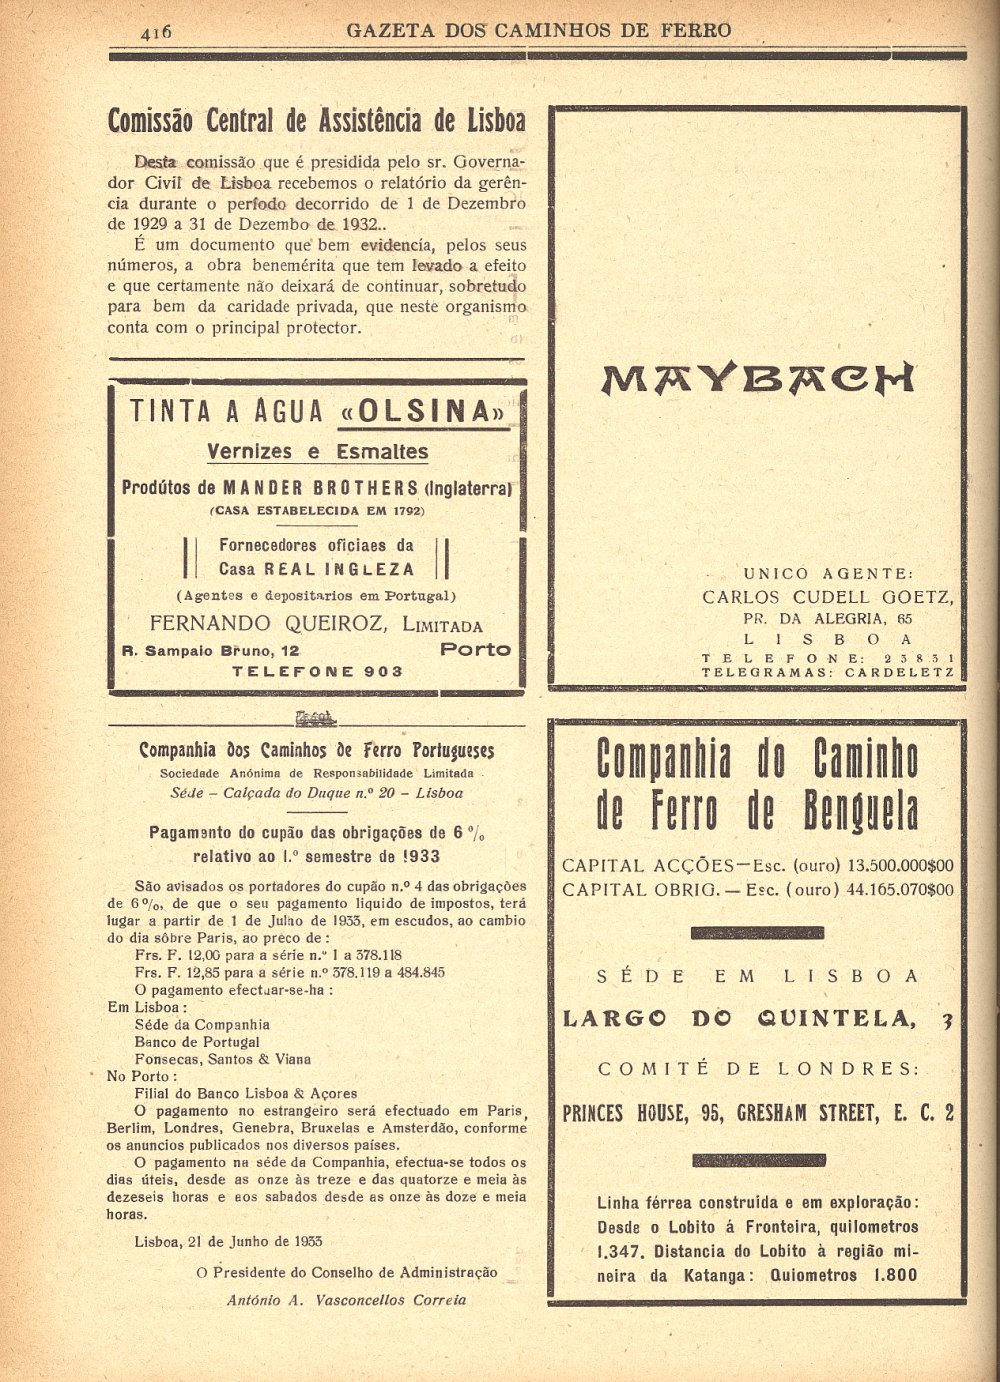 416
GAZETA DOS CAMINHOS DE FERRO
Comissão Central de Assistência de Lisboa
Desta comissão que é presidida pelo sr. Governa-
dor Civil de Lisboa recebemos o relatório da gerên-
cia durante o período decorrido de 1 de Dezembro
de 1929 a 31 de Dezembo de 1932..
É um documento que bem evidencía, pelos seus
números, a obra benemérita que tem levado a efeito
e que certamente não deixará de continuar, sobretudo
para bem da caridade privada, que neste organismo
conta com o principal protector.
TINTA A AGUA «OLSINA»
Vernizes e Esmaltes
Prodútos de MANDER BROTHERS (Inglaterra)
(CASA ESTABELECIDA EM 1792)
Fornecedores oficiaes da
Casa REAL INGLEZA
(Agentes e depositarios em Portugal)
FERNANDO QUEIROZ, LIMITADA
R. Sampaio Bruno, 12 Porto
TELEFONE 903
Companhia dos Caminhos de Ferro Portugueses
Sociedade Anónima de Responsabilidade Limitada
Séde – Calçada do Duque n.º 20 – Lisboa
Pagamento do cupão das obrigações de 6 %
relativo ao 1.º semestre de 1933
São avisados os portadores do cupão n.º 4 das obrigações
de 6 %, de que o seu pagamento liquido de impostos, terá
lugar a partir de 1 de Julho de 1933, em escudos, ao cambio
do dia sôbre Paris, ao preco de :
Frs. F. 12,00 para a série n.º 1 a 378.118
Frs. F. 12,85 para a série n.º 378.119 a 484.845
O pagamento efectuar-se-ha :
Em Lisboa :
Séde da Companhia
Banco de Portugal
Fonsecas, Santos & Viana
No Porto :
Filial do Banco Lisboa & Açores
O pagamento no estrangeiro será efectuado em Paris,
Berlim, Londres, Genebra, Bruxelas e Amsterdão, conforme
os anuncios publicados nos diversos países.
O pagamento na séde da Companhia, efectua-se todos os
dias úteis, desde as onze às treze e das quatorze e meia às
dezeseis horas e aos sabados desde as onze às doze e meia
horas.
Lisboa, 21 de Junho de 1933
O Presidente do Conselho de Administração
António A. Vasconcellos Correia
MAYBACH
UNICO AGENTE:
CARLOS CUDELL GOETZ,
PR. DA ALEGRIA, 65
LISBOA
TELEFONE: 23831
TELEGRAMAS: CARDELETZ
Companhia do Caminho
de Ferro de Benguela
CAPITAL ACÇÕES—Esc. (ouro) 13.500.000$00
CAPITAL OBRIG. — Esc. (ouro) 44.165.070$00
SÉDE EM LISBOA
LARGO DO QUINTELA, 3
COMITÉ DE LONDRES:
PRINCES HOUSE, 95, GRESHAM STREET, E. C. 2
Linha férrea construida e em exploração:
Desde o Lobito á Fronteira, quilometros
1.347. Distancia do Lobito à região mi-
neira da Katanga: Quiometros 1.800